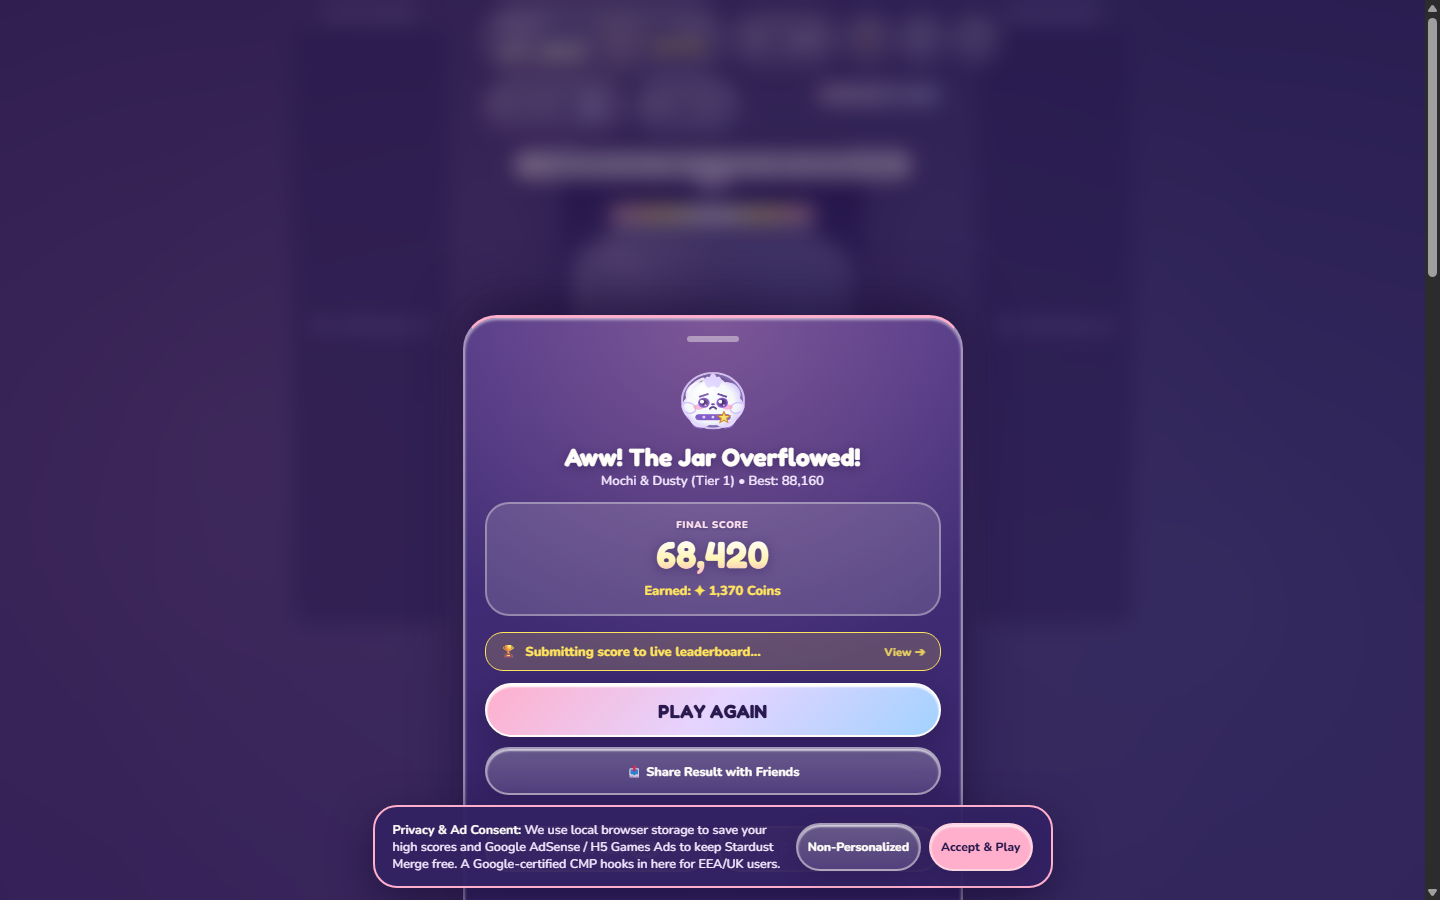 Aww! The Jar Overflowed!
Mochi & Dusty (Tier 1) • Best: 88,160
FINAL SCORE
68,420
Earned: ✦ 1,370 Coins
Submitting score to live leaderboard...
View ➔
PLAY AGAIN
Share Result with Friends
Privacy & Ad Consent: We use local browser storage to save your
high scores and Google AdSense / H5 Games Ads to keep Stardust
Merge free. A Google-certified CMP hooks in here for EEA/UK users.
Non-Personalized
Accept & Play